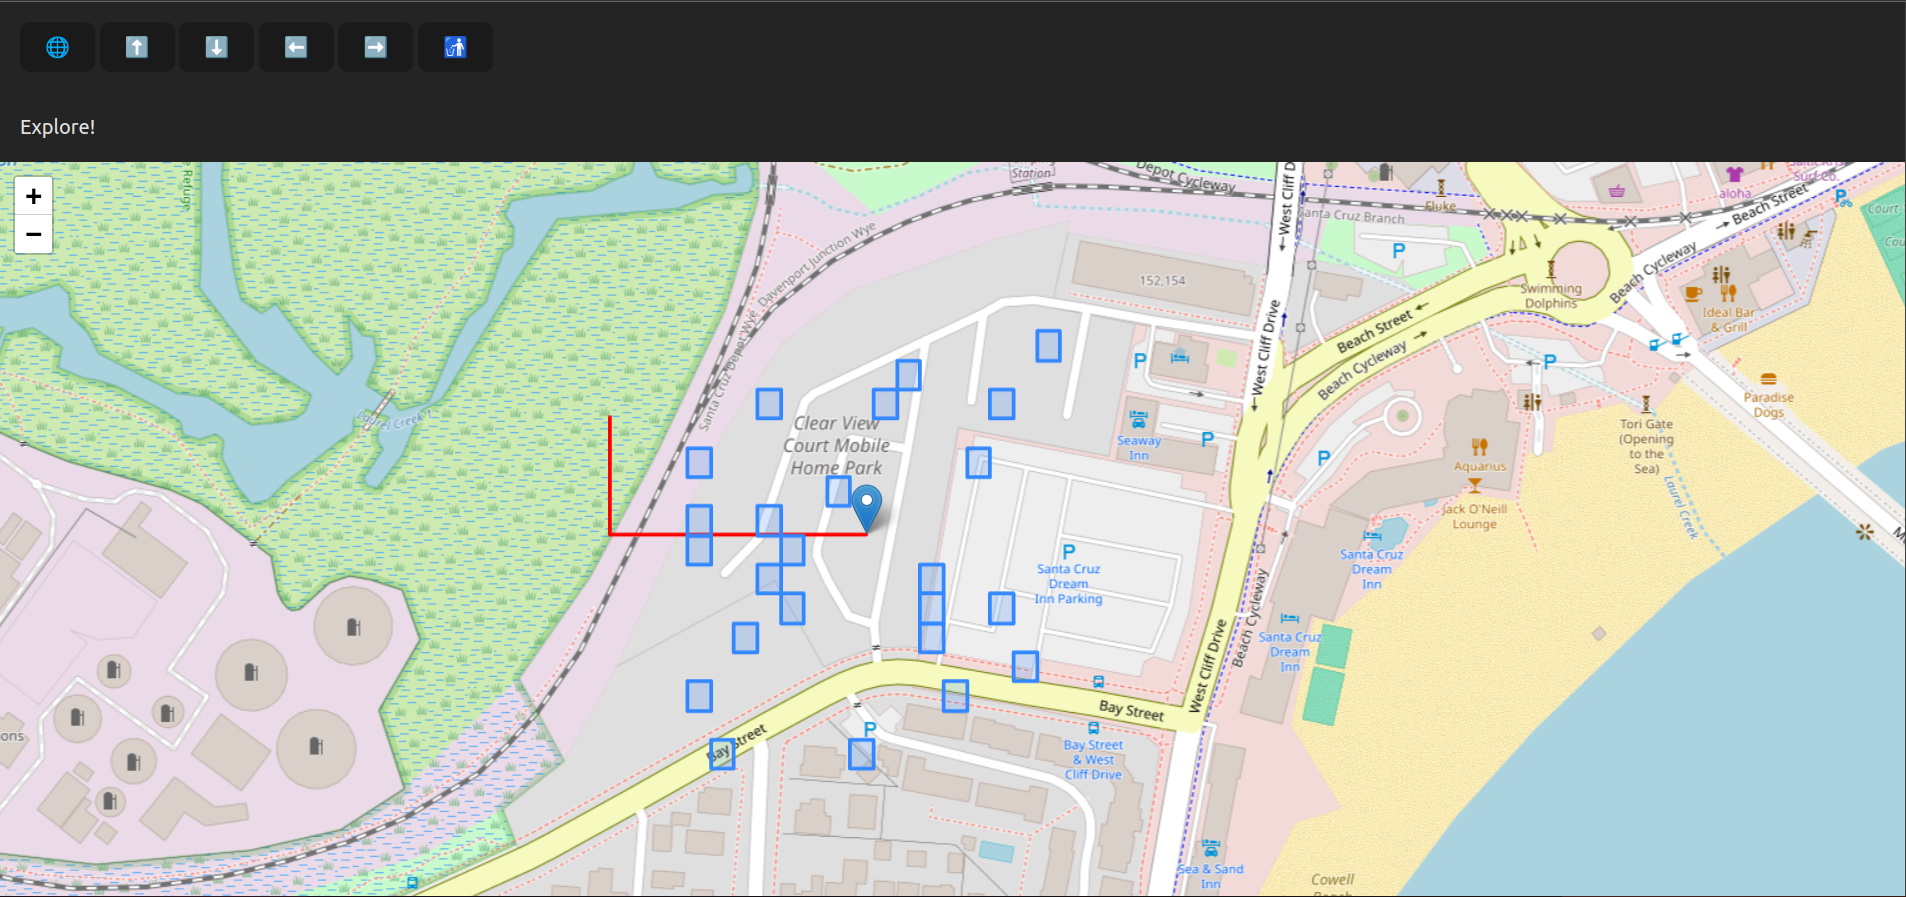 Explore!
+
−
Refuge
Station
Depot Cycleway
West Cliff D
Santa Cruz Branch
Fluke
Surf Co.
aloha
Beach Street
P
Court
Santa Cruz Depot Wye
Davenport Junction Wye
152,154
P
Beach Cycleway
Swimming
Dolphins
Ideal Bar
& Grill
Cou
←West Cliff Drive
Beach Street
Beach Cycleway
P
P
Laurel Creek
Clear View
Court Mobile
Home Park
Seaway
Inn
P
P
Aquarius
Tori Gate
(Opening
to the
Sea)
Paradise
Dogs
Jack O'Neill
Lounge
Laurel Creek
P
Santa Cruz
Dream
Inn Parking
Santa Cruz
Dream
Inn
Beach Cycleway
West Cliff Drive
Santa Cruz
Dream
Inn
Bay Street
Bay Street
P
Bay Street
& West
Cliff Drive
ons
Sea & Sand
Inn
Cowell